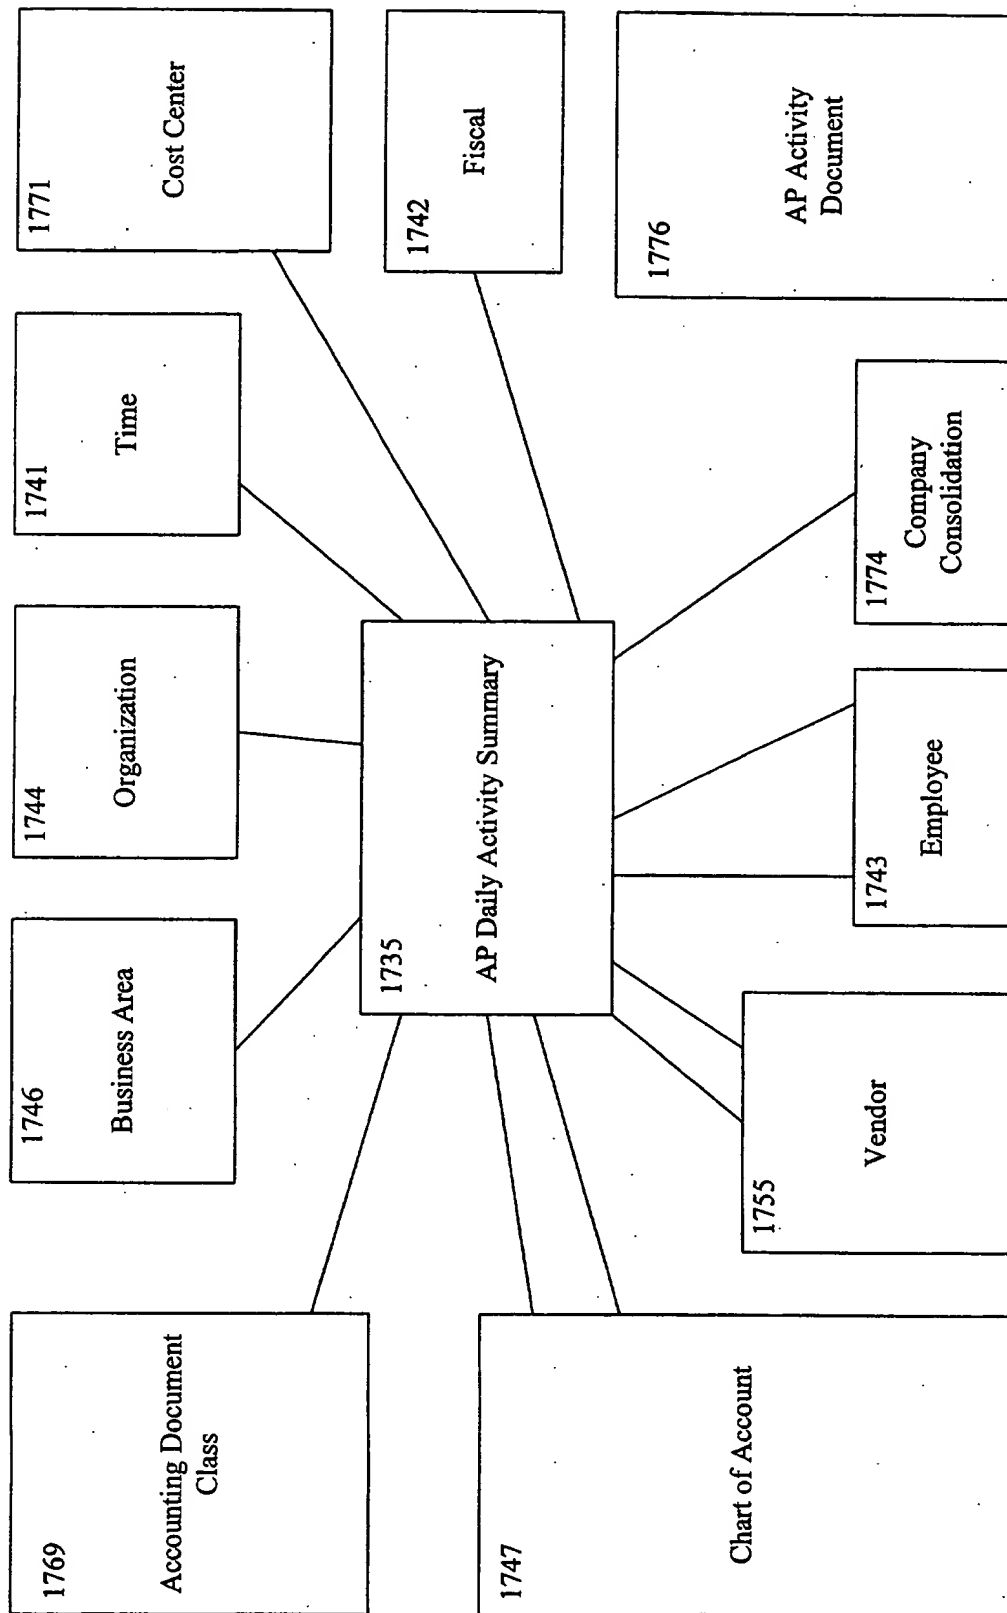 1769
Accounting Document
Class
1746
Business Area
1744
Organization
1741
Time
1771
Cost Center
1735
AP Daily Activity Summary
1742
Fiscal
1747
Chart of Account
1755
Vendor
1743
Employee
1774
Company
Consolidation
1776
AP Activity
Document